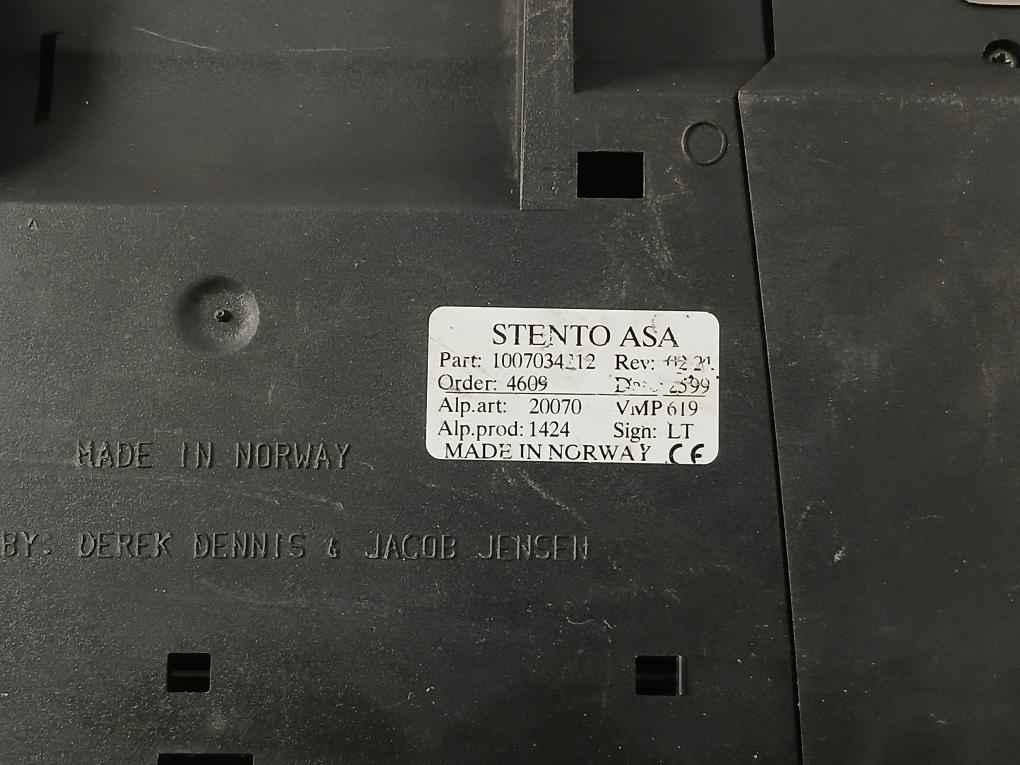 STENTO ASA
Part: 1007034212 Rev:
Order: 4609 2599
Alp.art: 20070 VMP 619
Alp.prod: 1424 Sign: LT
MADE IN NORWAY CE
MADE IN NORWAY
BY: DEREK DENNIS & JACOB JENSEN